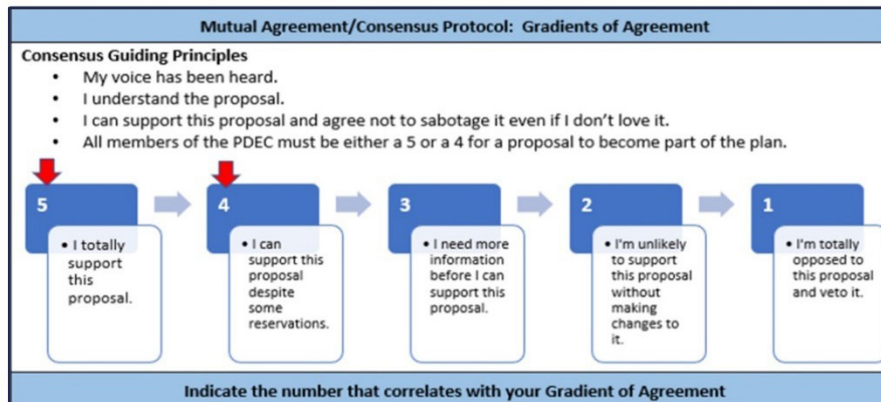 Mutual Agreement/Consensus Protocol: Gradients of Agreement
Consensus Guiding Principles
• My voice has been heard.
• I understand the proposal.
• I can support this proposal and agree not to sabotage it even if I don't love it.
• All members of the PDEC must be either a 5 or a 4 for a proposal to become part of the plan.
5
• I totally
support
this
proposal.
4
• I can
support this
proposal
despite
some
reservations.
3
• I need more
information
before I can
support this
proposal.
2
• I'm unlikely
to support
this proposal
without
making
changes to
it.
1
• I'm totally
opposed to
this proposal
and veto it.
Indicate the number that correlates with your Gradient of Agreement